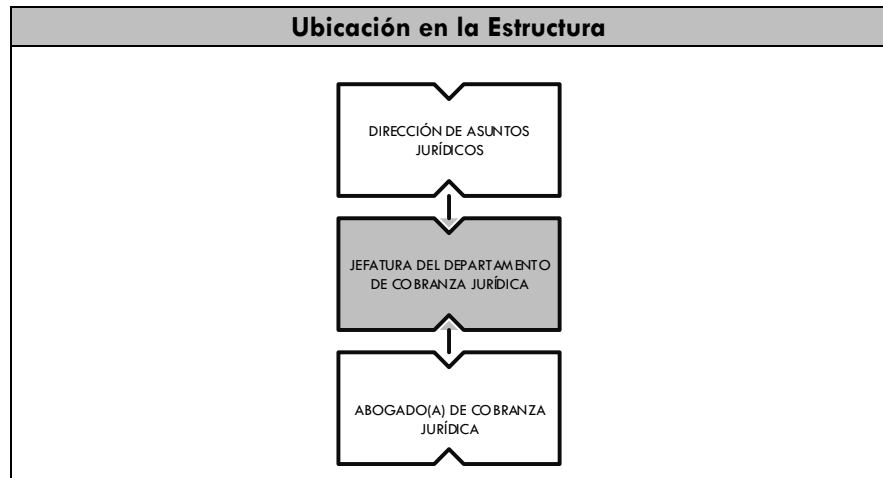 Ubicación en la Estructura
DIRECCIÓN DE ASUNTOS
JURÍDICOS
JEFATURA DEL DEPARTAMENTO
DE COBRANZA JURÍDICA
ABOGADO(A) DE COBRANZA
JURÍDICA